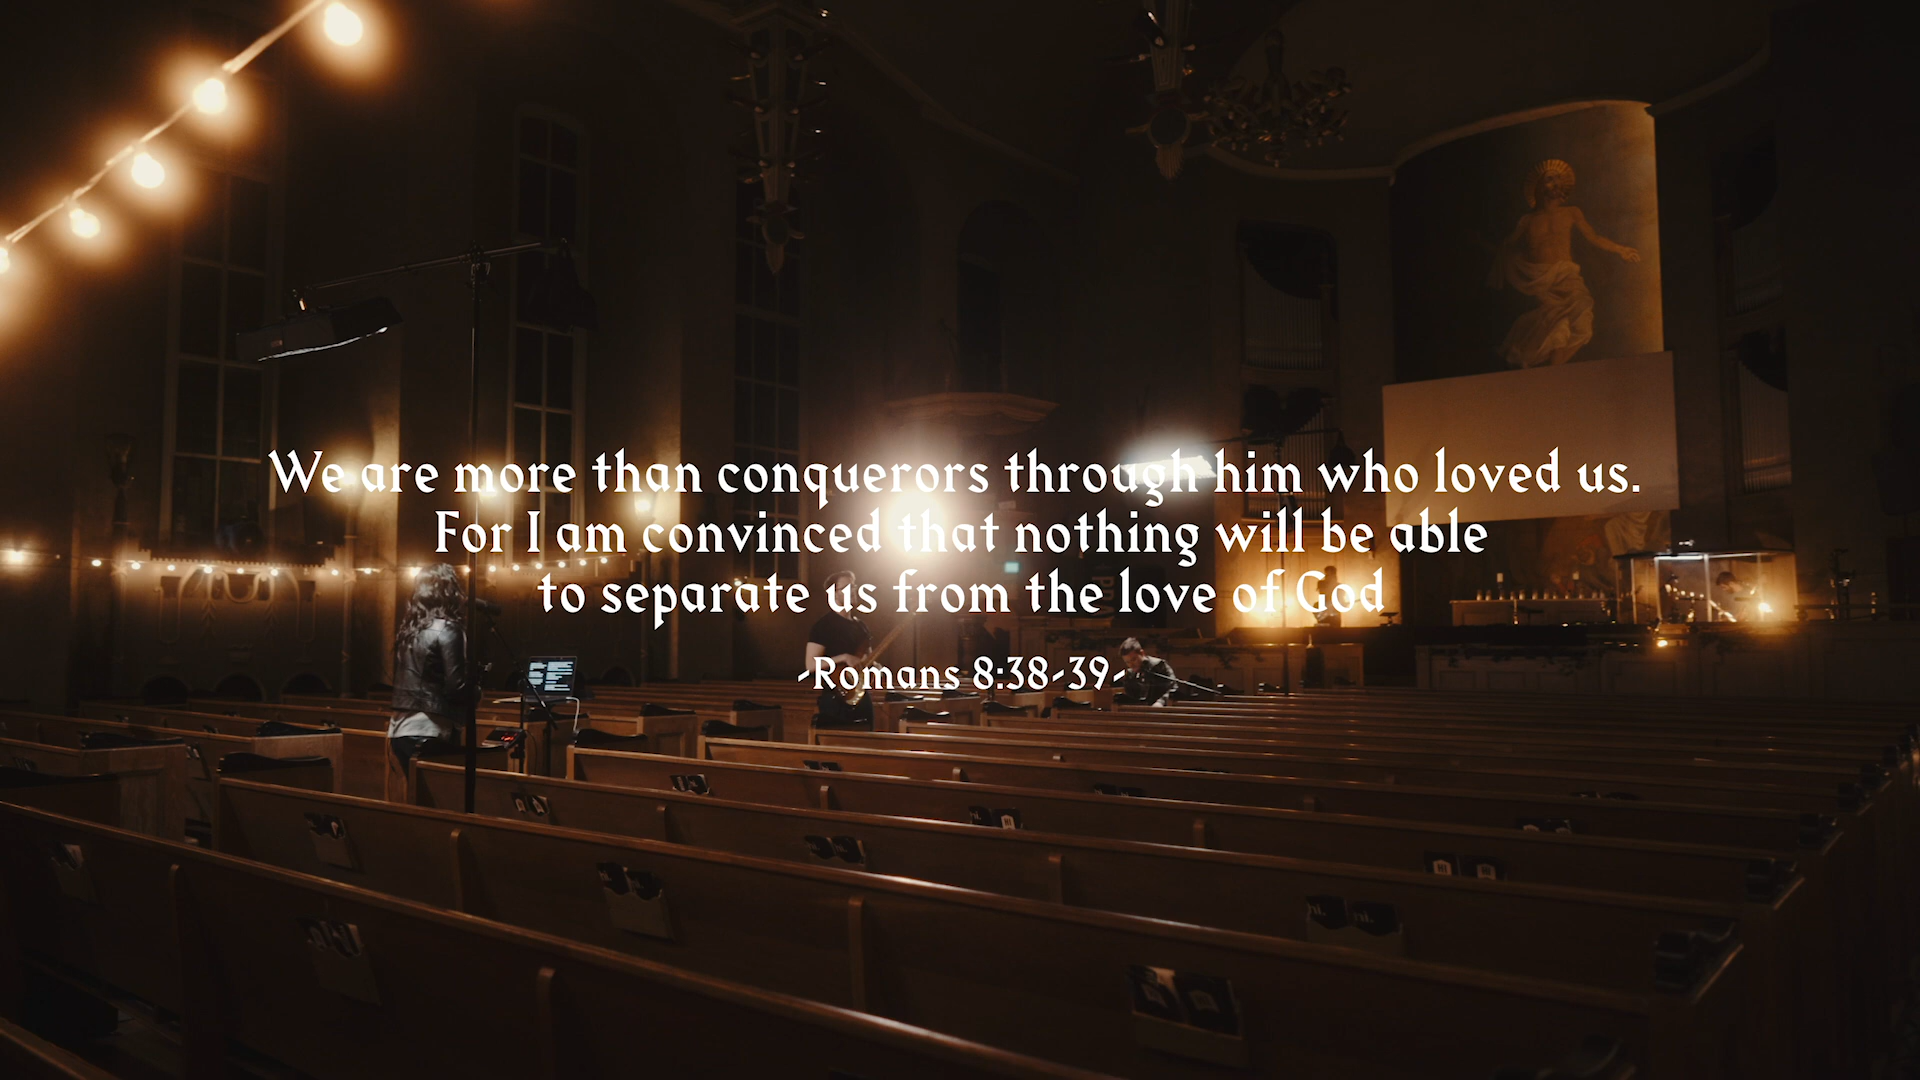 We are more than conquerors through him who loved us.
For I am convinced that nothing will be able
to separate us from the love of God
-Romans 8:38-39-